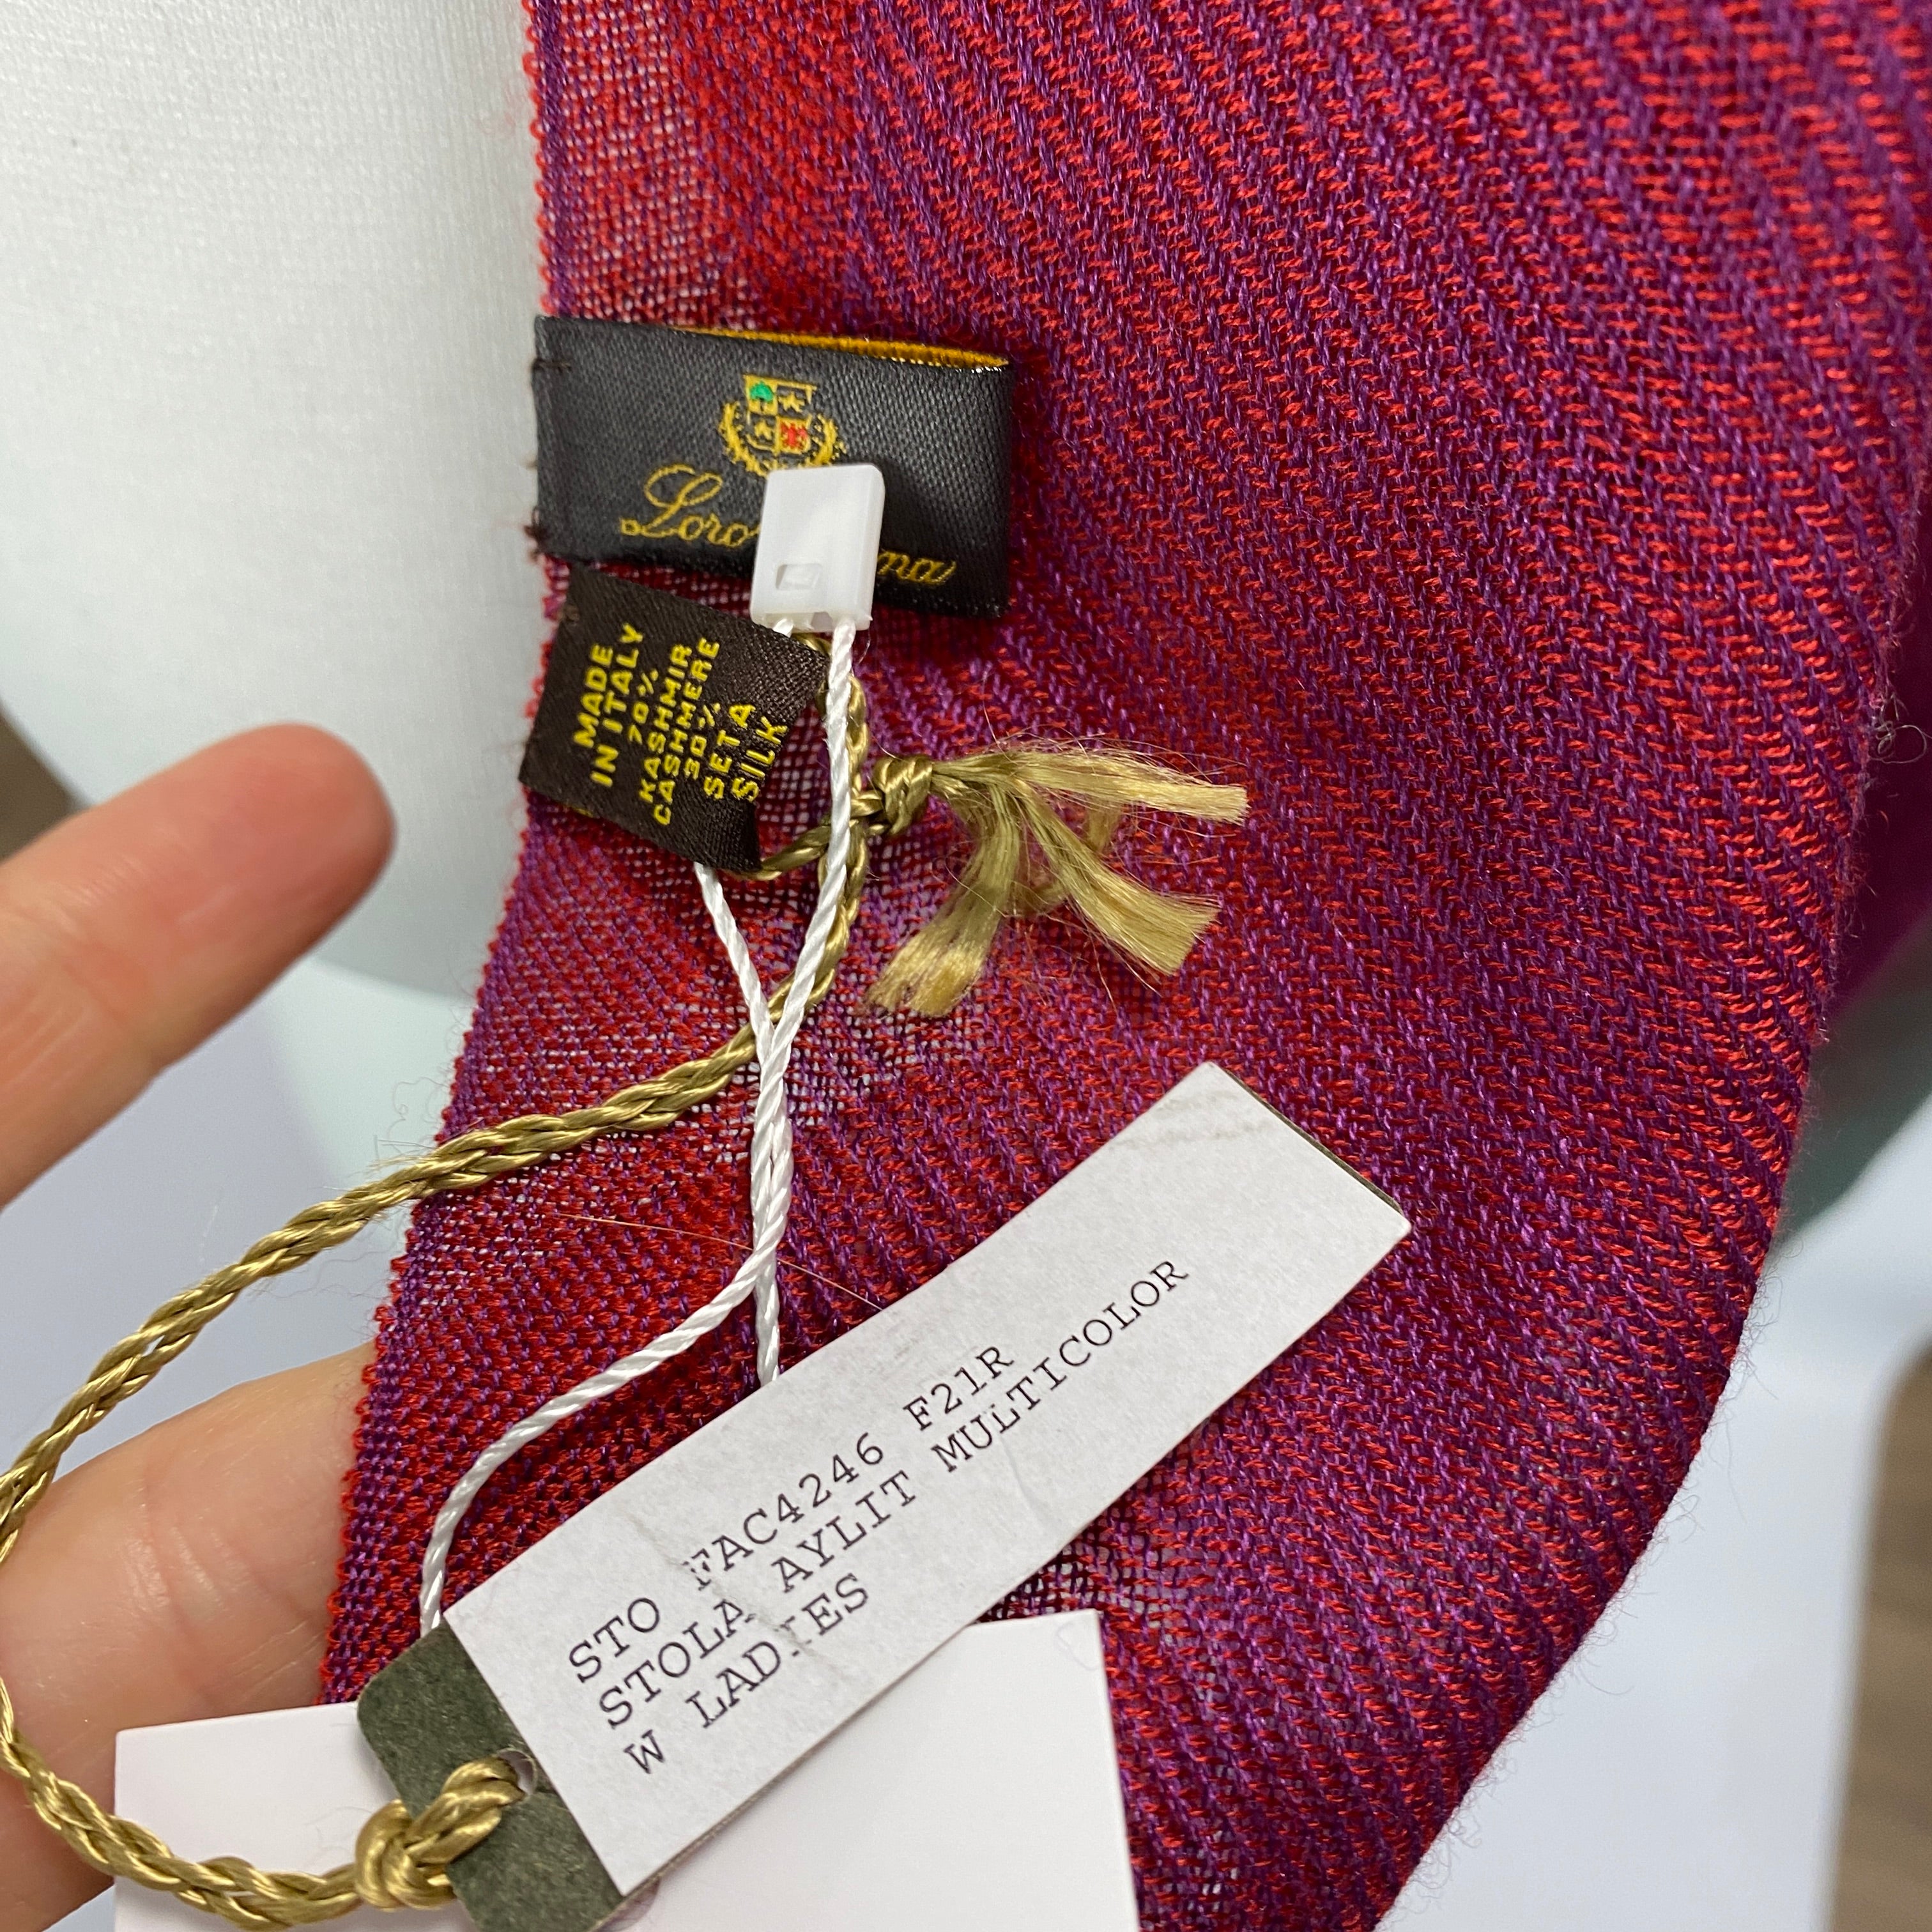 Loro
MADE
IN ITALY
70%
KASHMIR
CASHMERE
30%
SETA
SILK
STO FAC4246 F21R
STOLA AYLIT MULTICOLOR
W LADIES